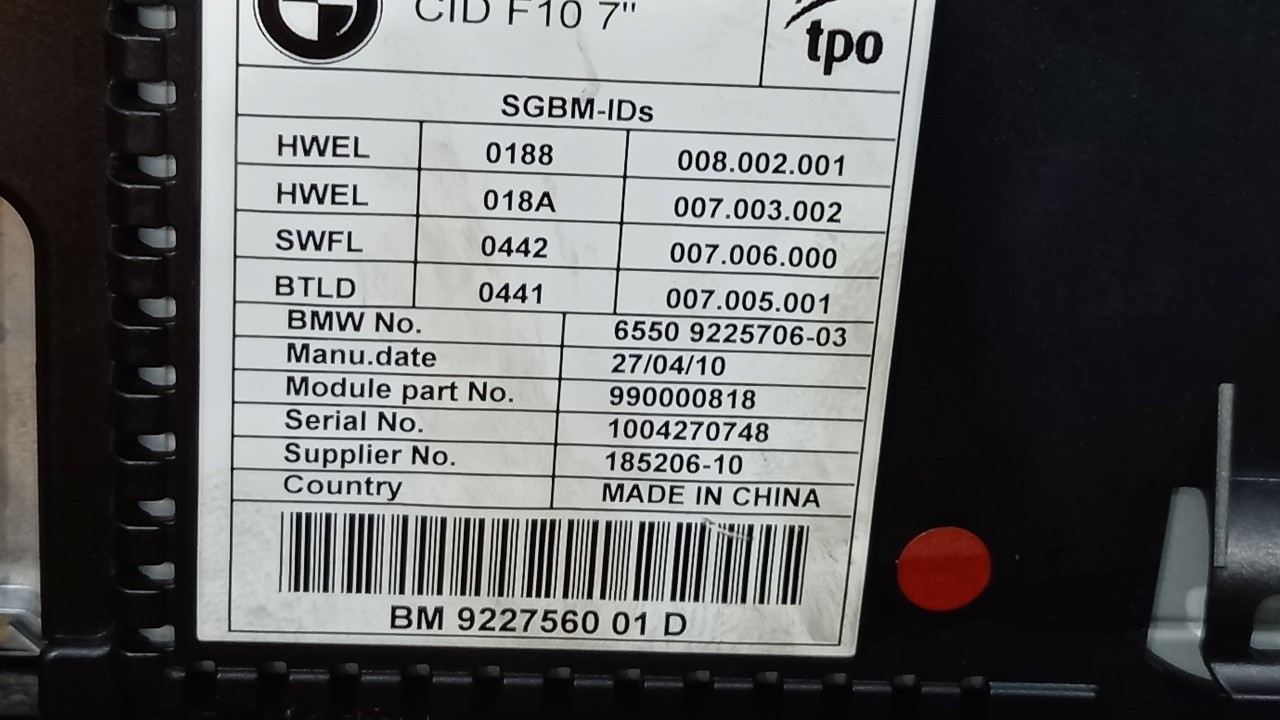 CID F10 7"
tpo
SGBM-IDs
HWEL 0188 008.002.001
HWEL 018A 007.003.002
SWFL 0442 007.006.000
BTLD 0441 007.005.001
BMW No. 6550 9225706-03
Manu.date 27/04/10
Module part No. 990000818
Serial No. 1004270748
Supplier No. 185206-10
Country MADE IN CHINA
BM 9227560 01 D